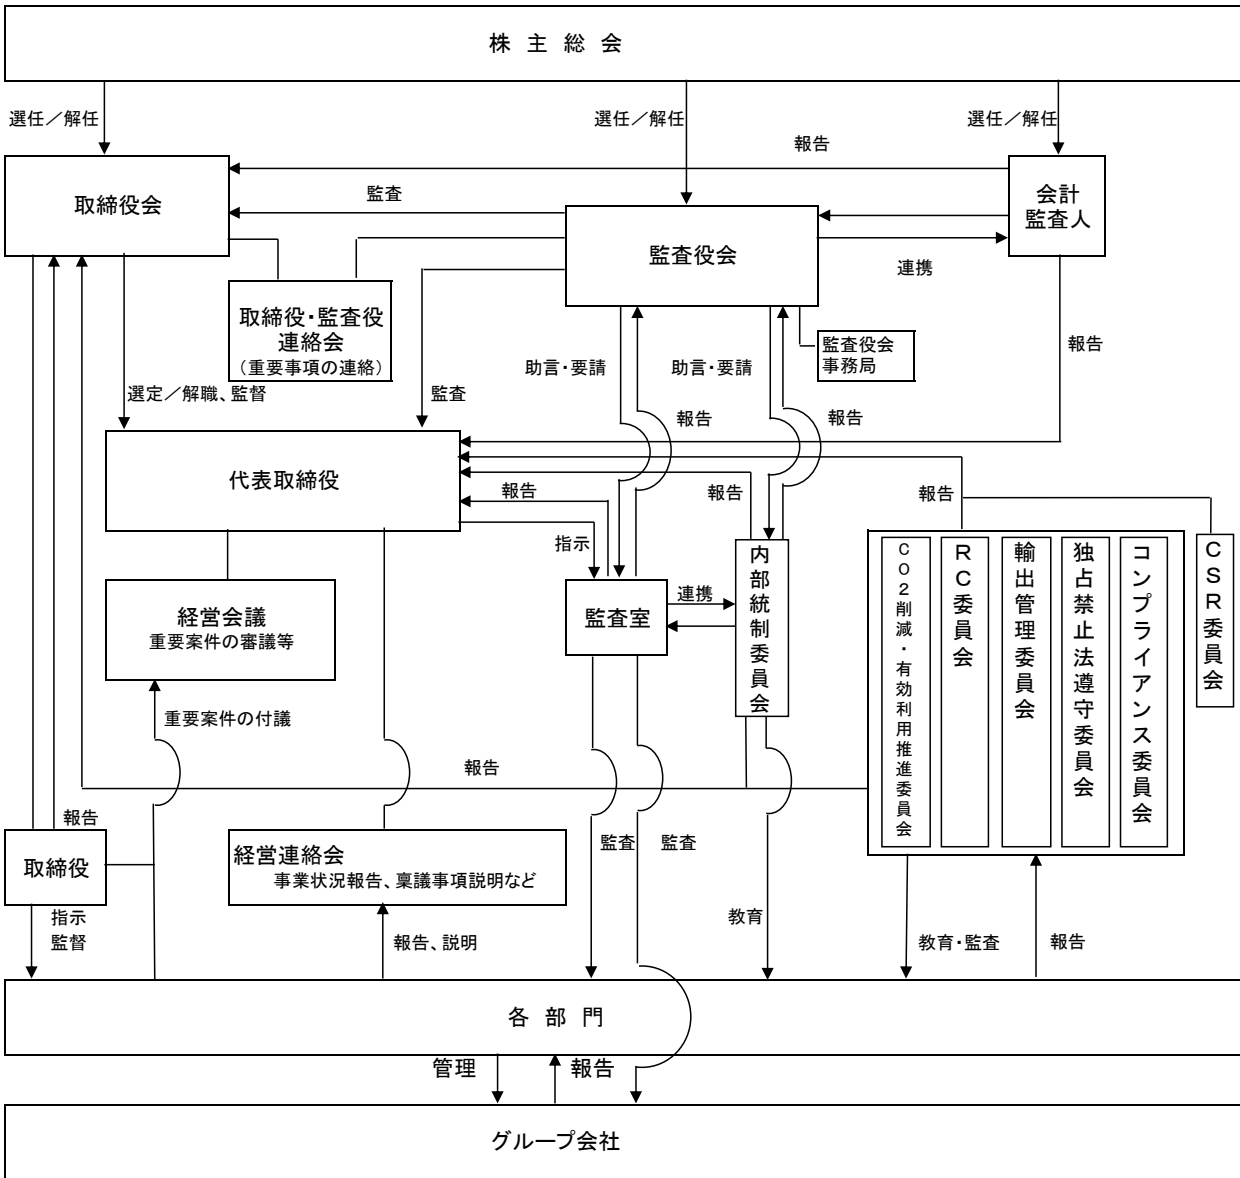 株 主 総 会
選任／解任
選任／解任
選任／解任
報告
取締役会
監査
会計
監査人
監査役会
連携
取締役・監査役
連絡会
（重要事項の連絡）
監査役会
事務局
報告
助言・要請
助言・要請
選定／解職、監督
監査
報告
報告
代表取締役
報告
報告
報告
指示
経営会議
重要案件の審議等
監査室
連携
内部統制委員会
ＣＯ２削減・有効利用推進委員会
ＲＣ委員会
輸出管理委員会
独占禁止法遵守委員会
コンプライアンス委員会
ＣＳＲ委員会
重要案件の付議
報告
報告
取締役
経営連絡会
事業状況報告、稟議事項説明など
監査
監査
指示
監督
報告、説明
教育
教育・監査
報告
各 部 門
管理
報告
グループ会社